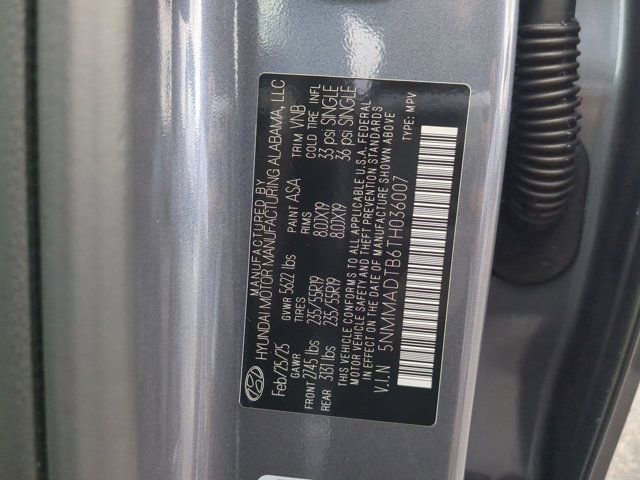 MANUFACTURED BY
HYUNDAI MOTOR MANUFACTURING ALABAMA, LLC
Feb/25/25 GVWR 5622 lbs PAINT ASA TRIM VNB
GAWR TIRES RIMS COLD TIRE INFL
FRONT 2745 lbs 235/55R19 8.0JX19 33 psi SINGLE
REAR 3131 lbs 235/55R19 8.0JX19 36 psi SINGLE
THIS VEHICLE CONFORMS TO ALL APPLICABLE U.S.A. FEDERAL
MOTOR VEHICLE SAFETY AND THEFT PREVENTION STANDARDS
IN EFFECT ON THE DATE OF MANUFACTURE SHOWN ABOVE
V.I.N 5NMMADTB6TH036007 TYPE: MPV